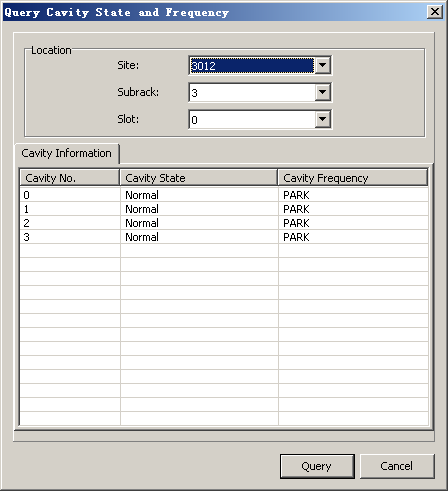 Query Cavity State and Frequency
Location
Site: 3012
Subrack: 3
Slot: 0
Cavity Information
Cavity No. Cavity State Cavity Frequency
0 Normal PARK
1 Normal PARK
2 Normal PARK
3 Normal PARK
Query Cancel